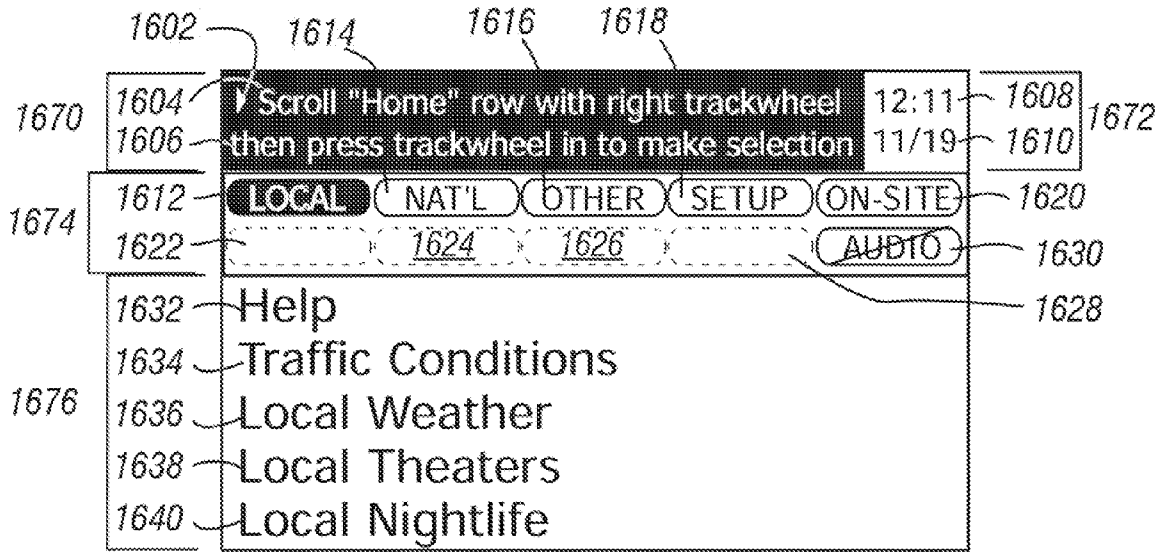 1602 1614 1616 1618
1670 1604 Scroll "Home" row with right trackwheel 12:11 1608 1672
1606 then press trackwheel in to make selection 11/19 1610
1674 1612 LOCAL NAT'L OTHER SETUP ON-SITE 1620
1622 1624 1626 AUDIO 1630
1628
1676 1632 Help
1634 Traffic Conditions
1636 Local Weather
1638 Local Theaters
1640 Local Nightlife